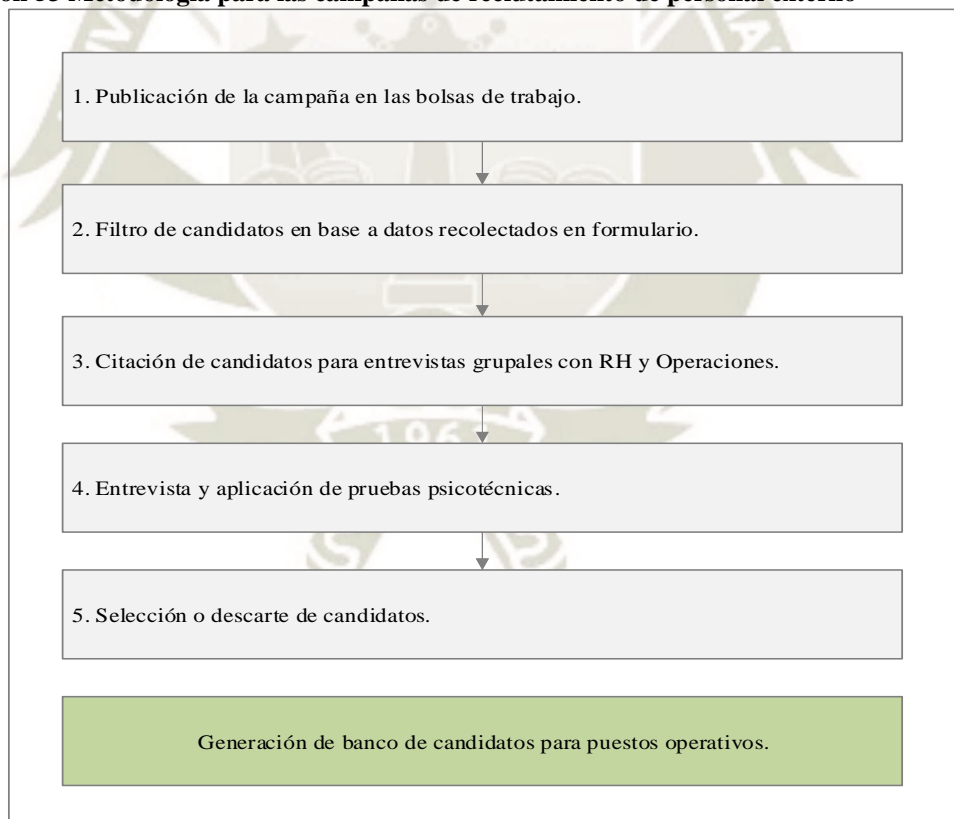 Metodología para las campañas de reclutamiento de personal externo
1. Publicación de la campaña en las bolsas de trabajo.
2. Filtro de candidatos en base a datos recolectados en formulario.
3. Citación de candidatos para entrevistas grupales con RH y Operaciones.
196
4. Entrevista y aplicación de pruebas psicotécnicas.
5. Selección o descarte de candidatos.
Generación de banco de candidatos para puestos operativos.